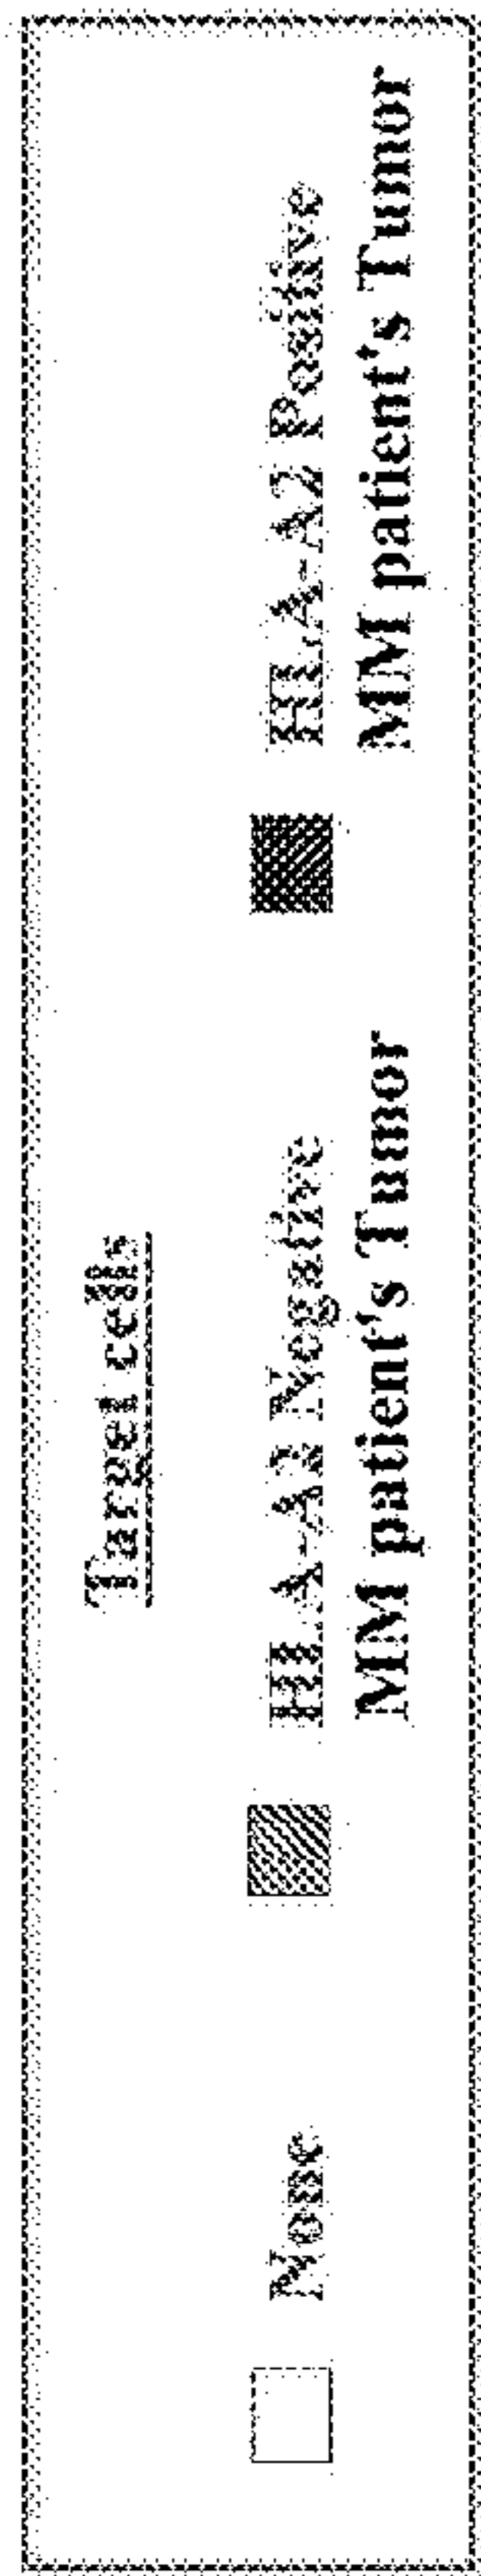 Target cells
None
HLA-A2 Negative
MM patient's Tumor
HLA-A2 Positive
MM patient's Tumor